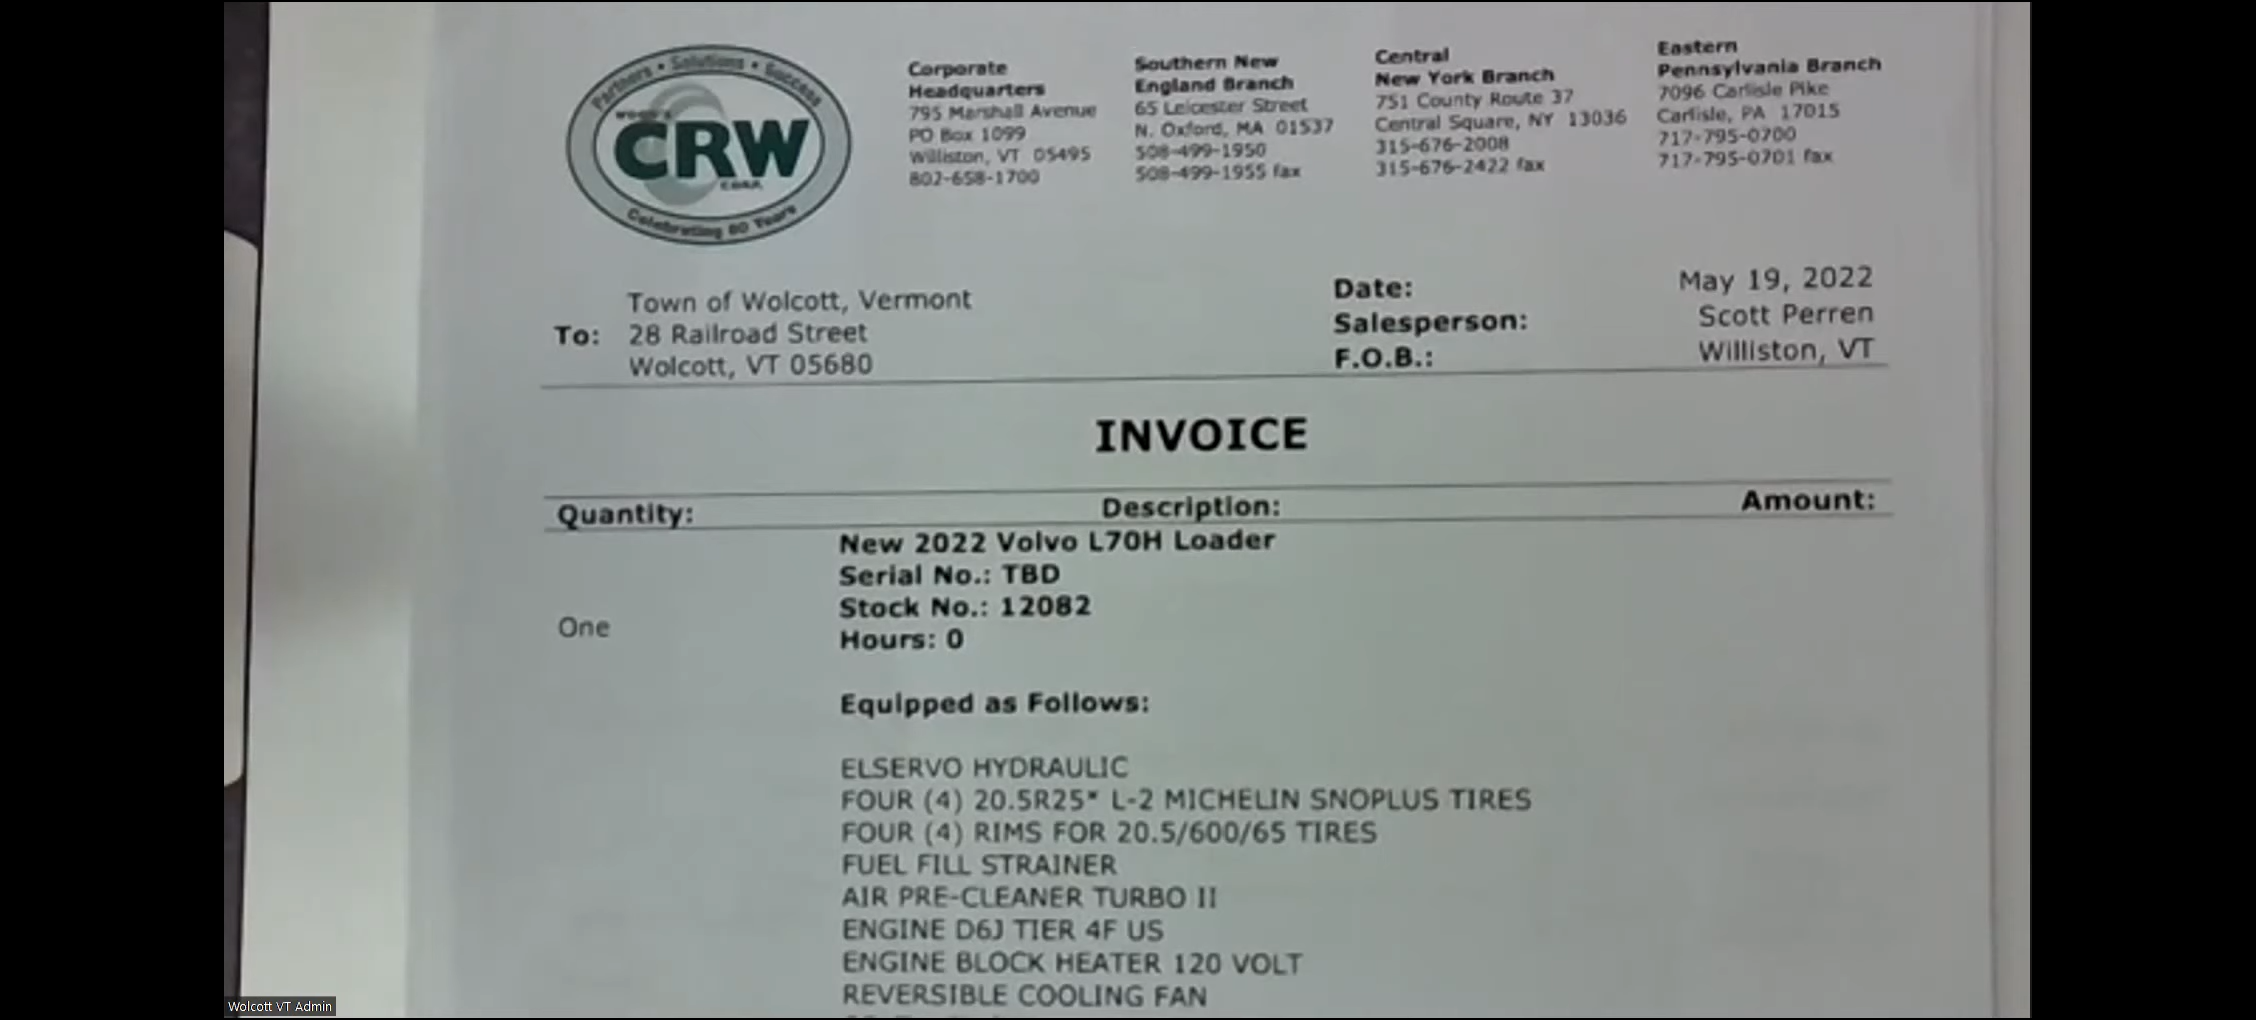 Partners • Solutions • Success
WOOD'S
CRW
CORP.
Celebrating 80 Years
Corporate
Headquarters
795 Marshall Avenue
PO Box 1099
Williston, VT 05495
802-658-1700
Southern New
England Branch
65 Leicester Street
N. Oxford, MA 01537
508-499-1950
508-499-1955 fax
Central
New York Branch
751 County Route 37
Central Square, NY 13036
315-676-2008
315-676-2422 fax
Eastern
Pennsylvania Branch
7096 Carlisle Pike
Carlisle, PA 17015
717-795-0700
717-795-0701 fax
Town of Wolcott, Vermont
To: 28 Railroad Street
Wolcott, VT 05680
Date: May 19, 2022
Salesperson: Scott Perren
F.O.B.: Williston, VT
INVOICE
Quantity: Description: Amount:
New 2022 Volvo L70H Loader
Serial No.: TBD
Stock No.: 12082
One
Hours: 0
Equipped as Follows:
ELSERVO HYDRAULIC
FOUR (4) 20.5R25* L-2 MICHELIN SNOPLUS TIRES
FOUR (4) RIMS FOR 20.5/600/65 TIRES
FUEL FILL STRAINER
AIR PRE-CLEANER TURBO II
ENGINE D6J TIER 4F US
ENGINE BLOCK HEATER 120 VOLT
REVERSIBLE COOLING FAN
Wolcott VT Admin